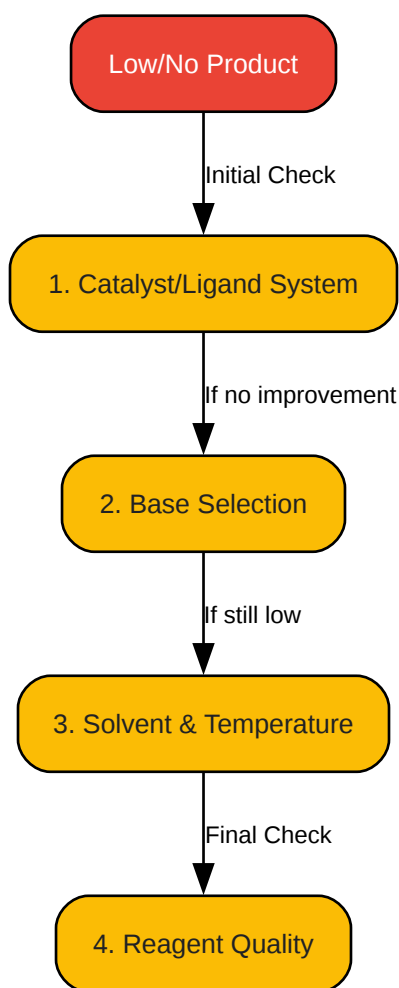 Low/No Product
Initial Check
1. Catalyst/Ligand System
If no improvement
2. Base Selection
If still low
3. Solvent & Temperature
Final Check
4. Reagent Quality